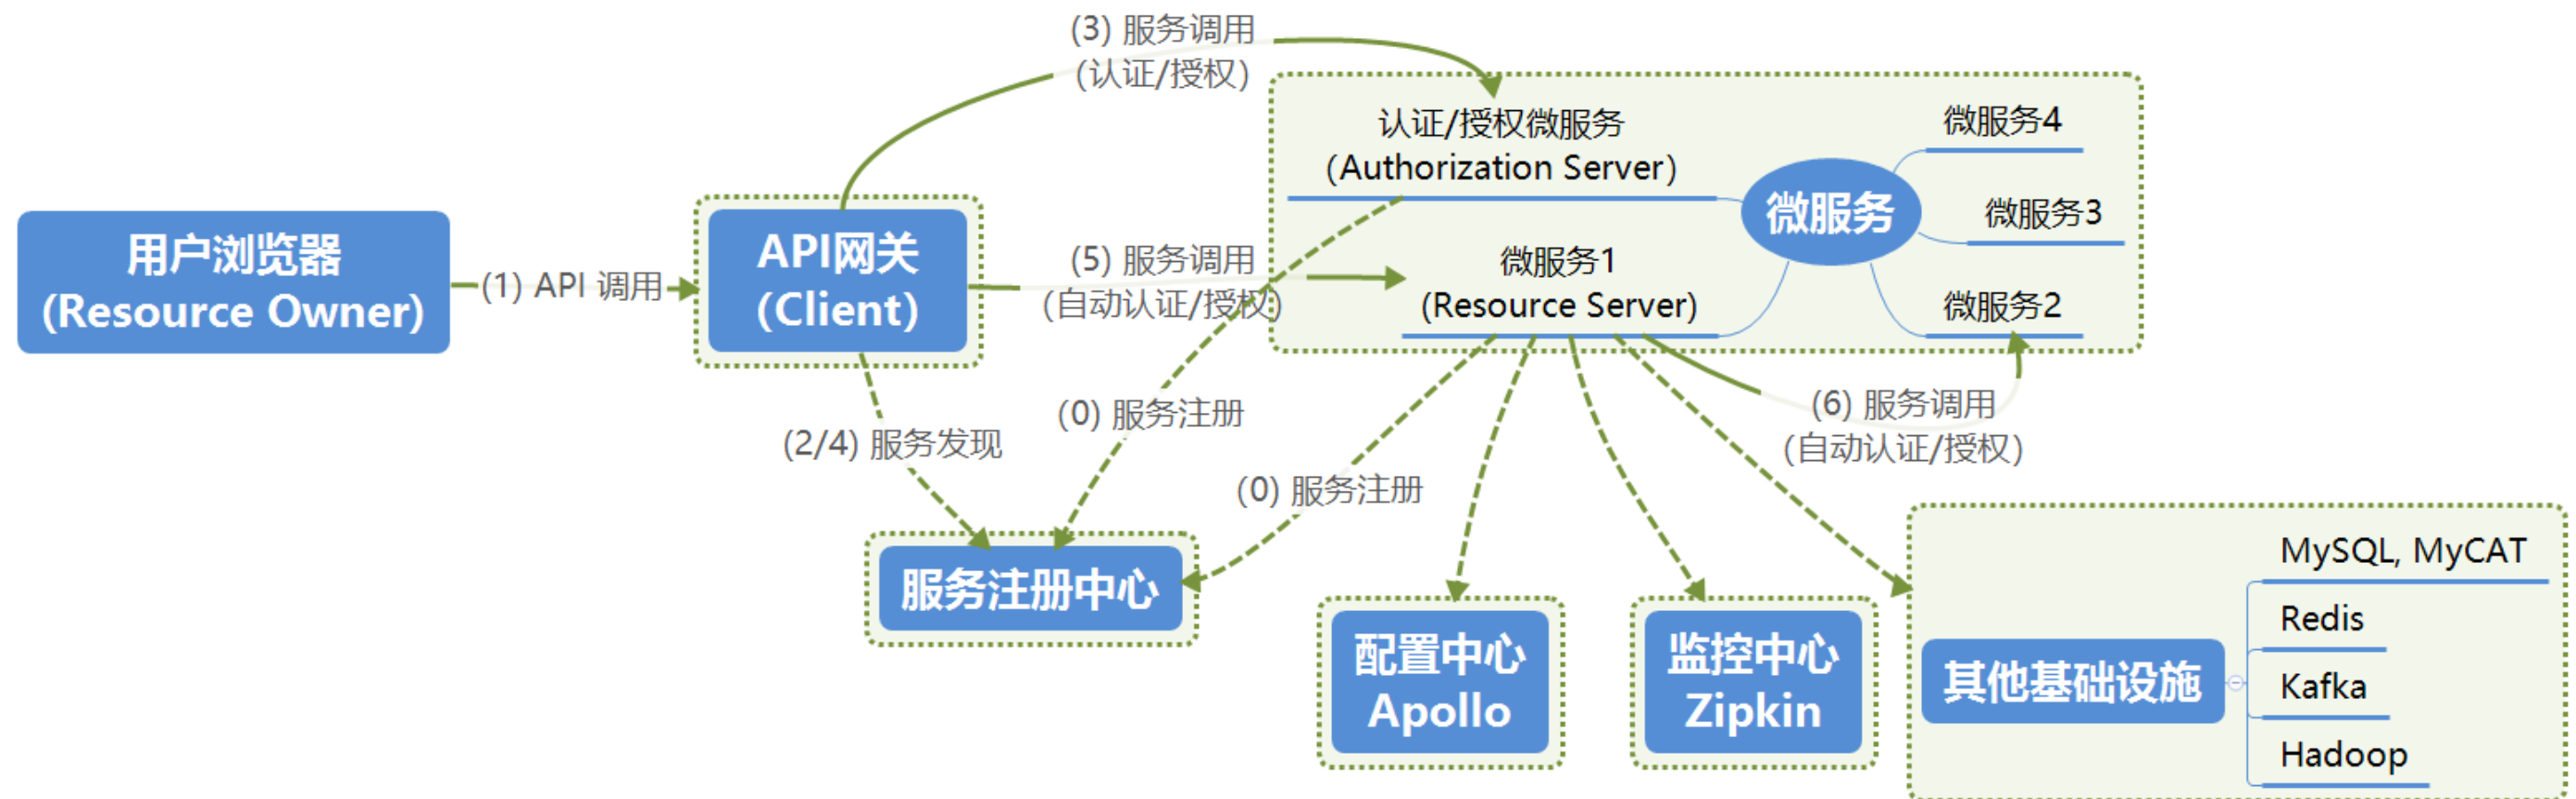 (3) 服务调用
(认证/授权)
认证/授权微服务
(Authorization Server)
微服务4
微服务
微服务3
用户浏览器
(Resource Owner)
(1) API 调用
API网关
(Client)
(5) 服务调用
(自动认证/授权)
微服务1
(Resource Server)
微服务2
(2/4) 服务发现
(0) 服务注册
(0) 服务注册
(6) 服务调用
(自动认证/授权)
服务注册中心
配置中心
Apollo
监控中心
Zipkin
其他基础设施
MySQL, MyCAT
Redis
Kafka
Hadoop